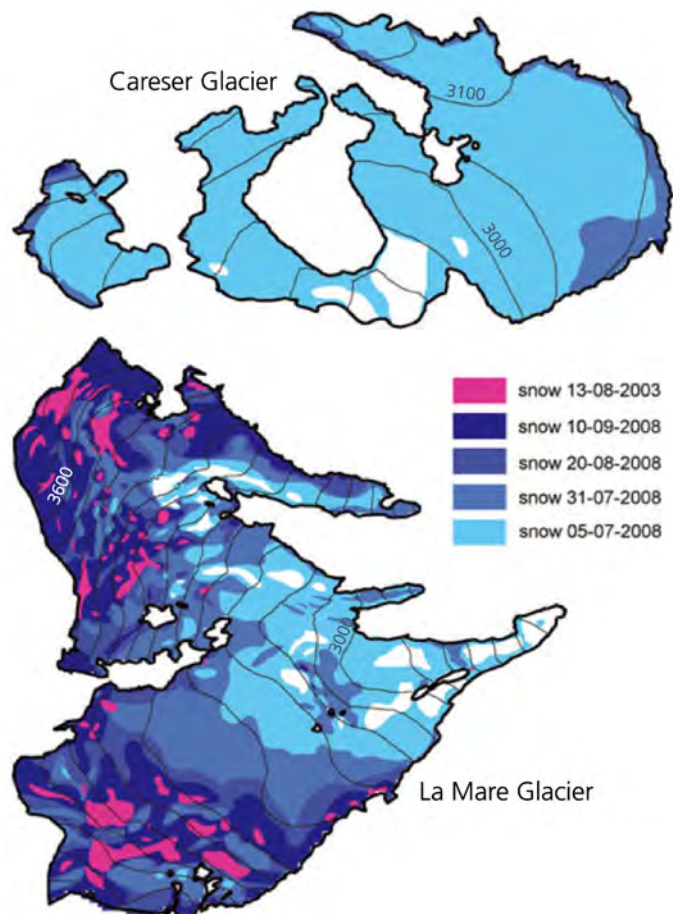 Careser Glacier
3100
3000
snow 13-08-2003
snow 10-09-2008
snow 20-08-2008
snow 31-07-2008
snow 05-07-2008
3600
3000
La Mare Glacier